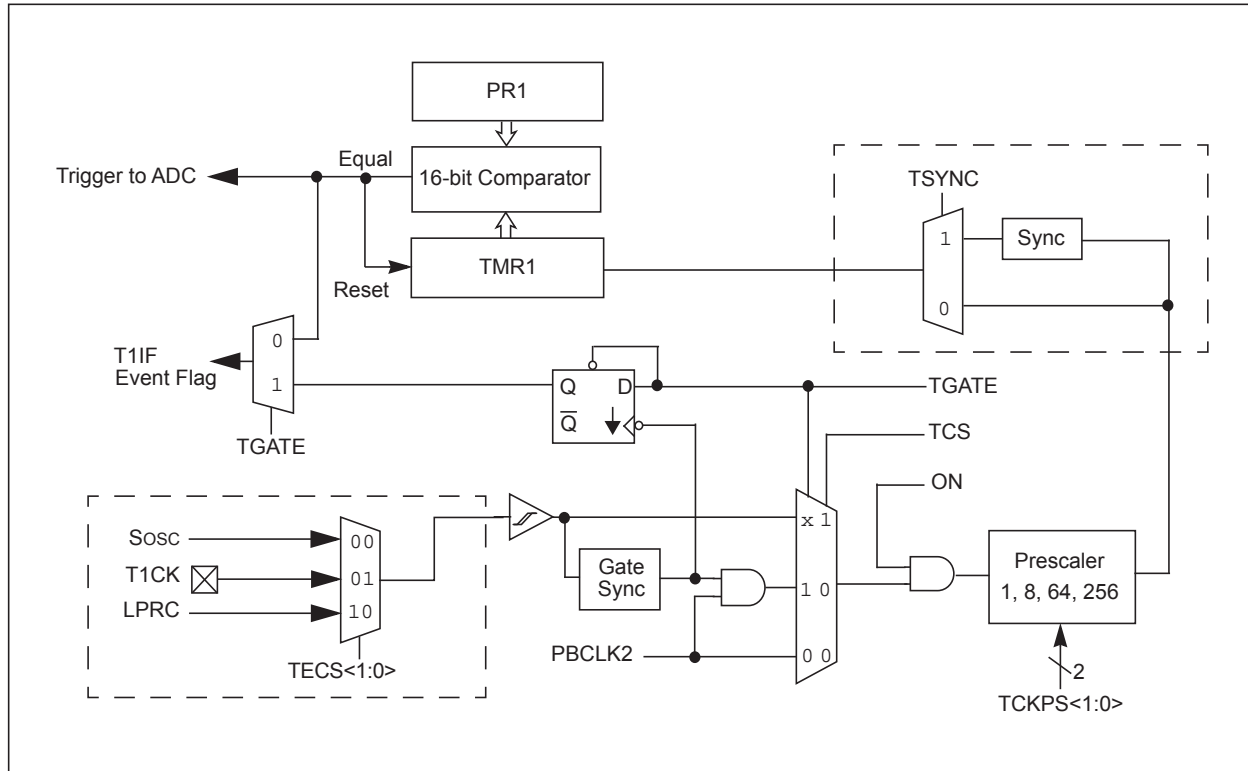 PR1
Equal
Trigger to ADC
16-bit Comparator
TSYNC
1
Sync
TMR1
Reset
0
0
T1IF
Event Flag
1
TGATE
Q
D
Q̅
TGATE
TCS
ON
SOSC
00
T1CK
01
LPRC
10
TECS<1:0>
x 1
Gate
Sync
1 0
PBCLK2
0 0
Prescaler
1, 8, 64, 256
2
TCKPS<1:0>